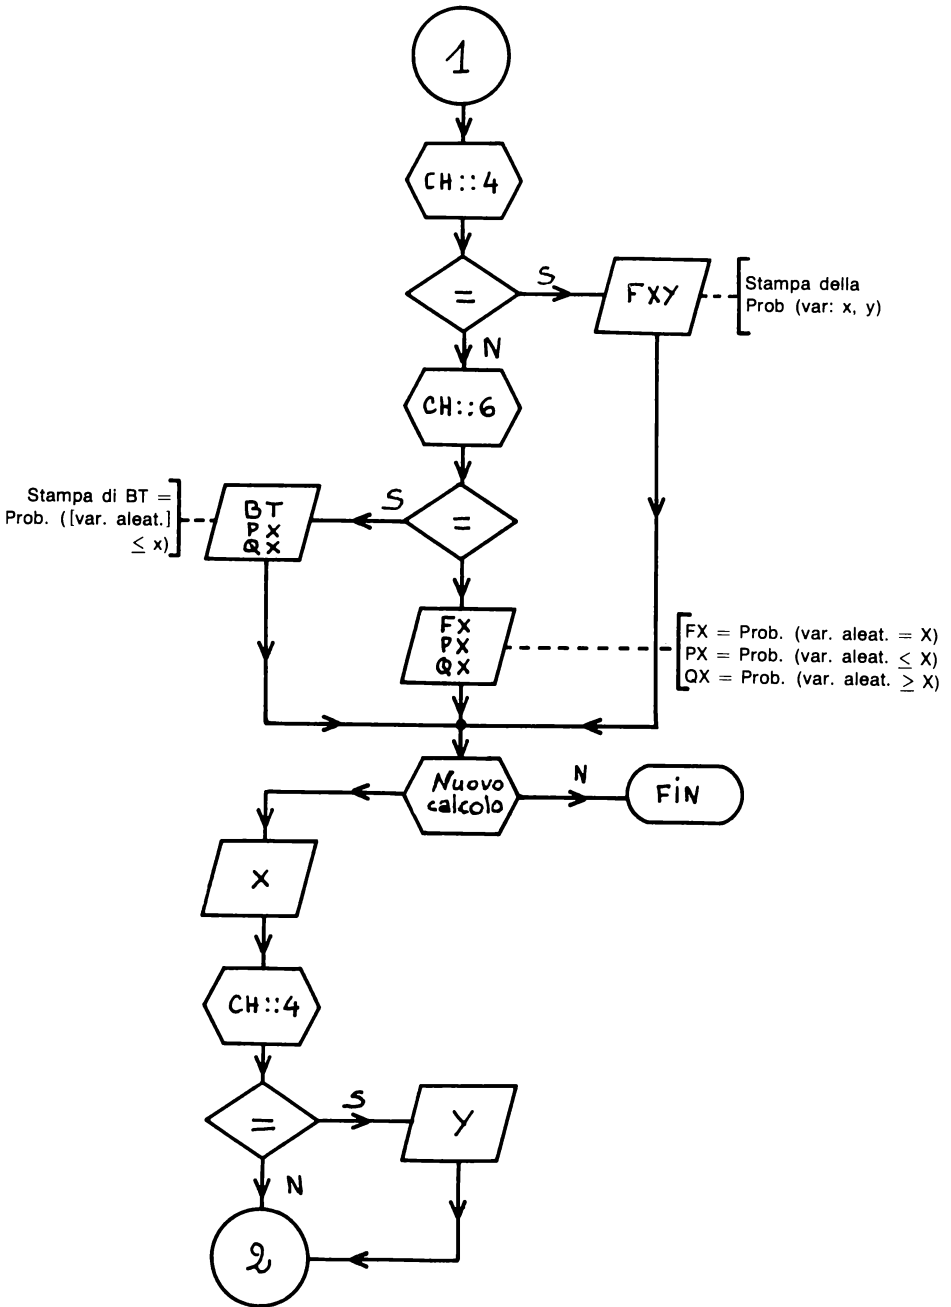 1
CH::4
=
S
FXY
Stampa della
Prob (var: x, y)
N
CH::6
Stampa di BT =
Prob. ([var. aleat.]
≤ x)
BT
PX
QX
S
=
FX
PX
QX
FX = Prob. (var. aleat. = X)
PX = Prob. (var. aleat. ≤ X)
QX = Prob. (var. aleat. ≥ X)
Nuovo
calcolo
N
FiN
X
CH::4
=
S
Y
N
2